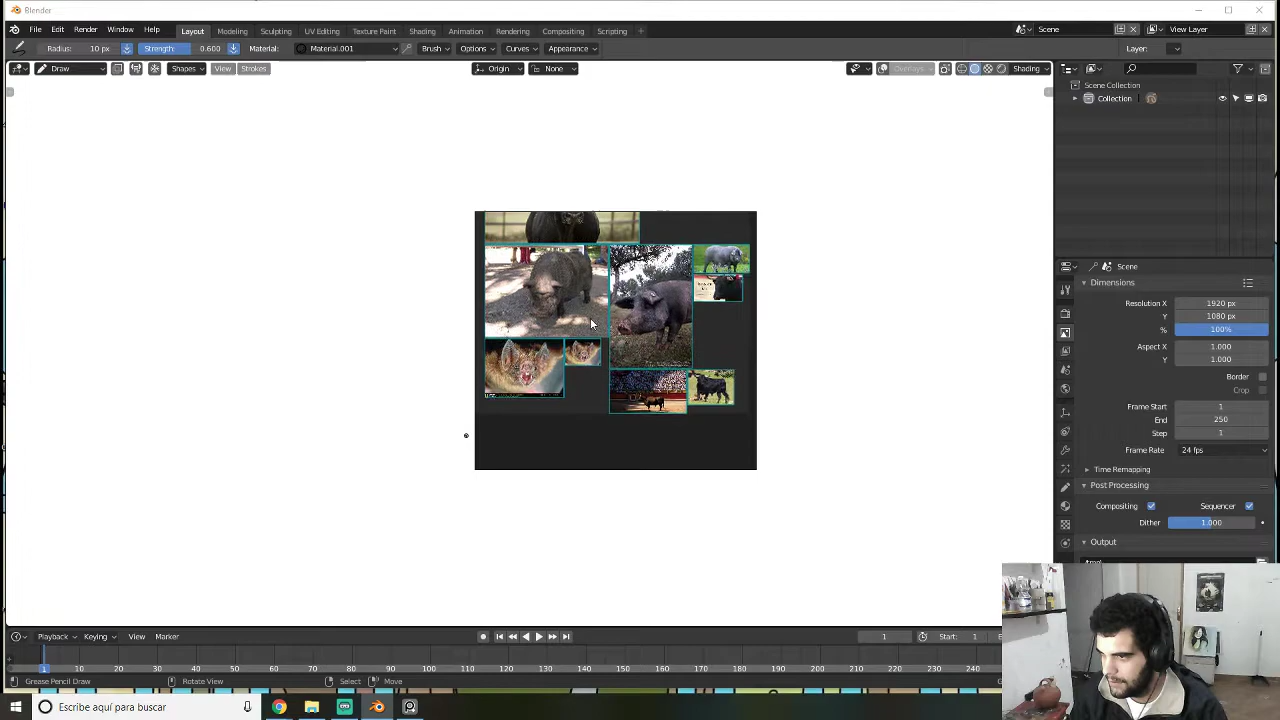 Blender
File Edit Render Window Help Layout Modeling Sculpting UV Editing Texture Paint Shading Animation Rendering Compositing Scripting + Scene View Layer
Radius: 10 px Strength: 0.600 Material: Material.001 Brush Options Curves Appearance Layer:
Draw Shapes View Strokes Origin None Overlays Shading
Scene Collection
Collection
Scene
Dimensions
Resolution X 1920 px
Y 1080 px
% 100%
Aspect X 1.000
Y 1.000
Border
Crop
Frame Start 1
End 250
Step 1
Frame Rate 24 fps
Time Remapping
Post Processing
Compositing Sequencer
Dither 1.000
Output
Playback Keying View Marker 1 Start: 1
1 10 20 30 40 50 60 70 80 90 100 110 120 130 140 150 160 170 180 190 200 210 220 230 240
Grease Pencil Draw Rotate View Select Move
Escribe aquí para buscar